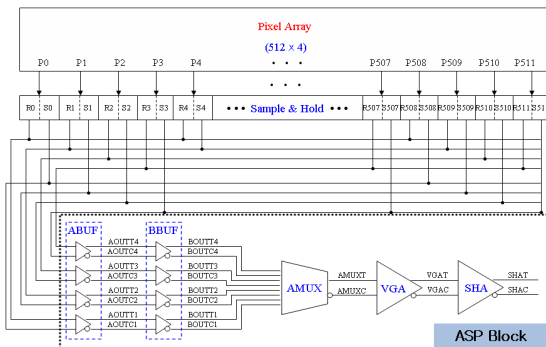 Pixel Array
(512 × 4)
P0 P1 P2 P3 P4 • • • P507 P508 P509 P510 P511
• • •
R0 S0 R1 S1 R2 S2 R3 S3 R4 S4 ••• Sample & Hold ••• R507 S507 R508 S508 R509 S509 R510 S510 R511 S51
ABUF BBUF
AOUTT4 BOUTT4
AOUTC4 BOUTC4
AOUTT3 BOUTT3
AOUTC3 BOUTC3
AOUTT2 BOUTT2
AOUTC2 BOUTC2
AOUTT1 BOUTT1
AOUTC1 BOUTC1
AMUX
AMUXT
AMUXC
VGA
VGAT
VGAC
SHA
SHAT
SHAC
ASP Block